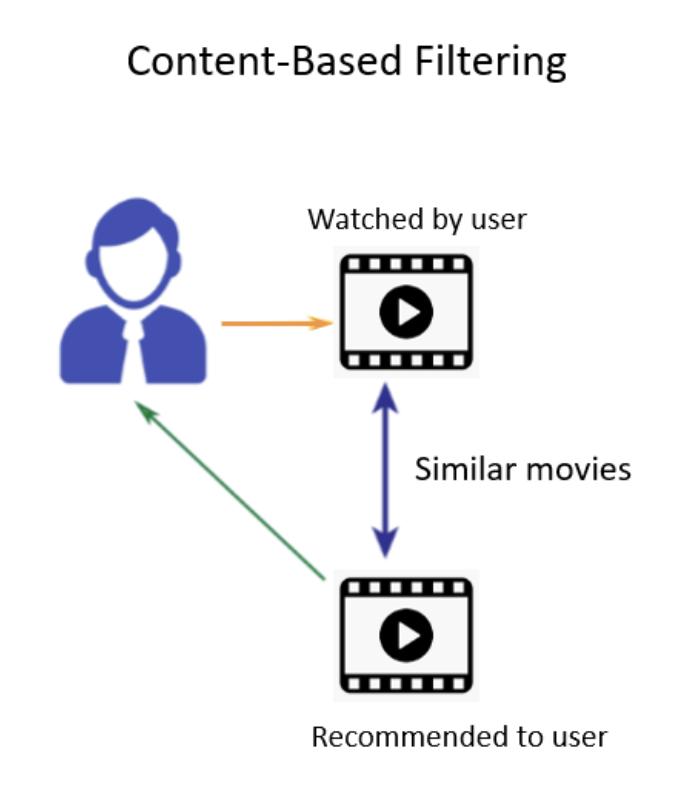 Content-Based Filtering
Watched by user
Similar movies
Recommended to user